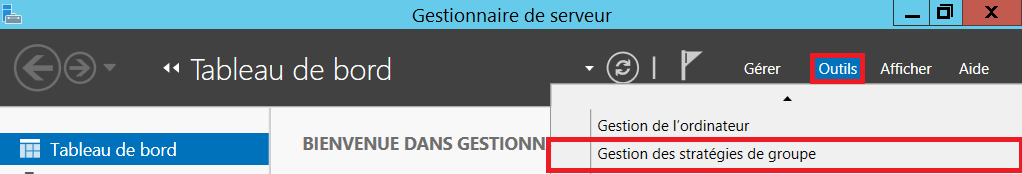 Gestionnaire de serveur
Tableau de bord
Gérer Outils Afficher Aide
Gestion de l'ordinateur
Tableau de bord
BIENVENUE DANS GESTIONN
Gestion des stratégies de groupe